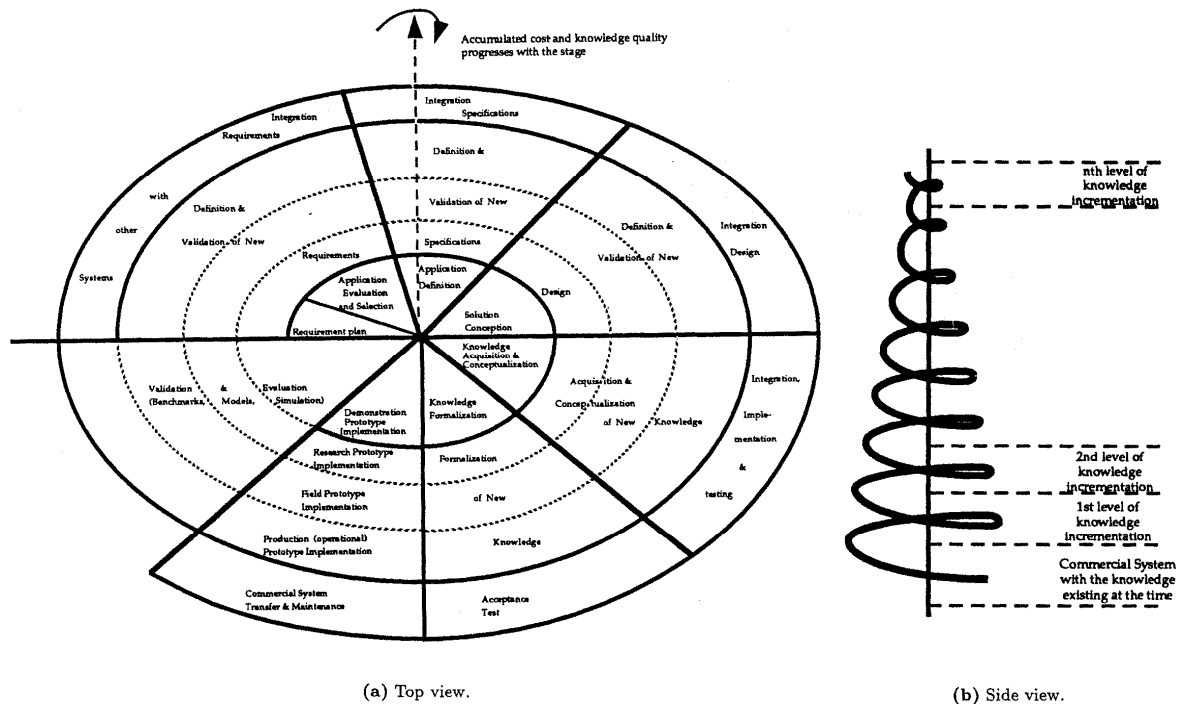 Accumulated cost and knowledge quality
progresses with the stage
Integration
Requirements
with
other
Systems
Integration
Specifications
Definition &
Validation of New
Specifications
Definition &
Validation of New
Requirements
Definition &
Validation of New
Design
Integration
Design
Application
Evaluation
and Selection
Requirement plan
Application
Definition
Solution
Conception
Knowledge
Acquisition &
Conceptualization
Knowledge
Formalization
Demonstration
Prototype
Implementation
Validation & Evaluation
(Benchmarks, Models, Simulation)
Acquisition &
Conceptualization
of New Knowledge
Integration,
Imple-
mentation
&
testing
Research Prototype
Implementation
Formalization
Field Prototype
Implementation
of New
Production (operational)
Prototype Implementation
Knowledge
Commercial System
Transfer & Maintenance
Acceptance
Test
(a) Top view.
nth level of
knowledge
incrementation
2nd level of
knowledge
incrementation
1st level of
knowledge
incrementation
Commercial System
with the knowledge
existing at the time
(b) Side view.